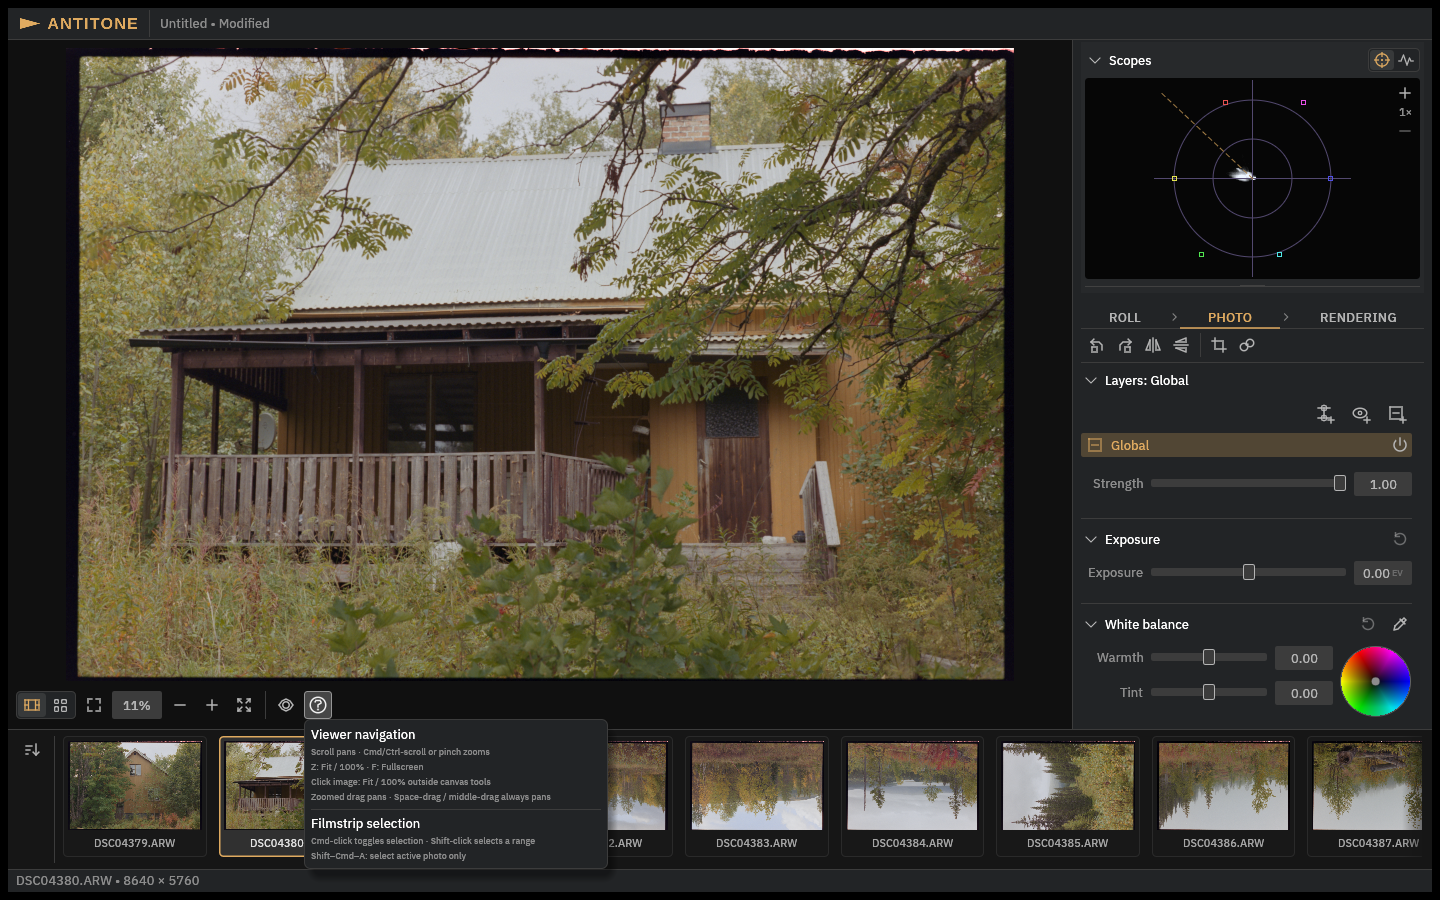 ANTITONE
Untitled • Modified
Scopes
1×
ROLL
PHOTO
RENDERING
Layers: Global
Global
Strength
1.00
Exposure
Exposure
0.00 EV
White balance
Warmth
0.00
Tint
0.00
11%
Viewer navigation
Scroll pans · Cmd/Ctrl-scroll or pinch zooms
Z: Fit / 100% · F: Fullscreen
Click image: Fit / 100% outside canvas tools
Zoomed drag pans · Space-drag / middle-drag always pans
Filmstrip selection
Cmd-click toggles selection · Shift-click selects a range
Shift–Cmd–A: select active photo only
DSC04379.ARW
DSC04380
2.ARW
DSC04383.ARW
DSC04384.ARW
DSC04385.ARW
DSC04386.ARW
DSC04387.ARW
DSC04380.ARW • 8640 × 5760